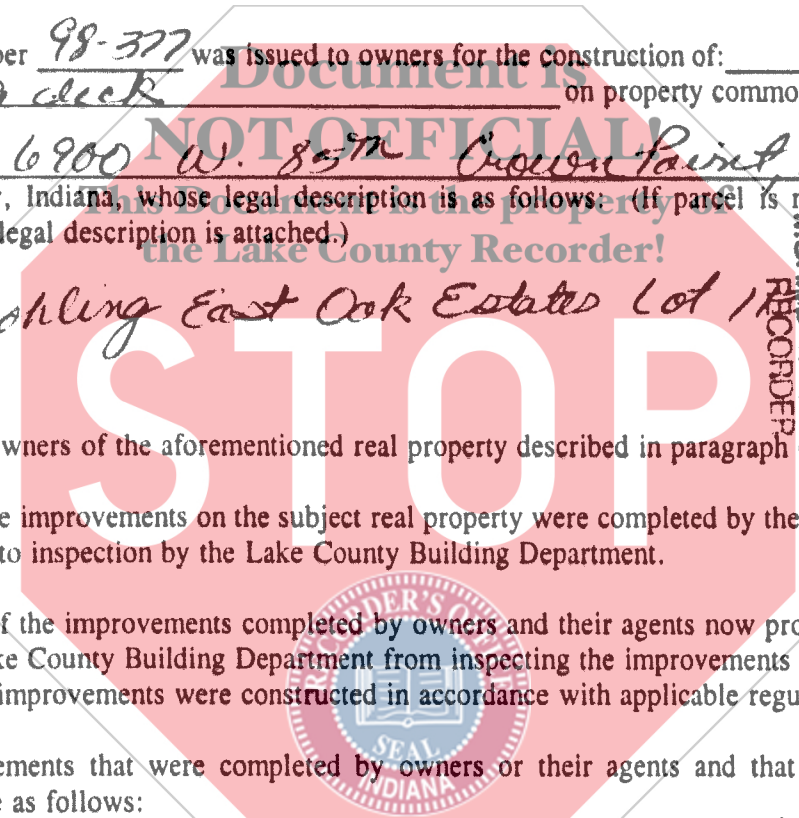 per 98-377 was issued to owners for the construction of:
deck on property commo
6900 W. 85th Crown Point,
, Indiana, whose legal description is as follows: (If parcel is
legal description is attached.)
East Oak Estates Lot
RECORDER
wners of the aforementioned real property described in paragraph
e improvements on the subject real property were completed by the
to inspection by the Lake County Building Department.
f the improvements completed by owners and their agents now pro
ke County Building Department from inspecting the improvements
improvements were constructed in accordance with applicable regu
ements that were completed by owners or their agents and that
e as follows:
Document is
NOT OFFICIAL!
This Document is the property of
the Lake County Recorder!
STOP
RECORDER'S OFFICE
SEAL
INDIANA